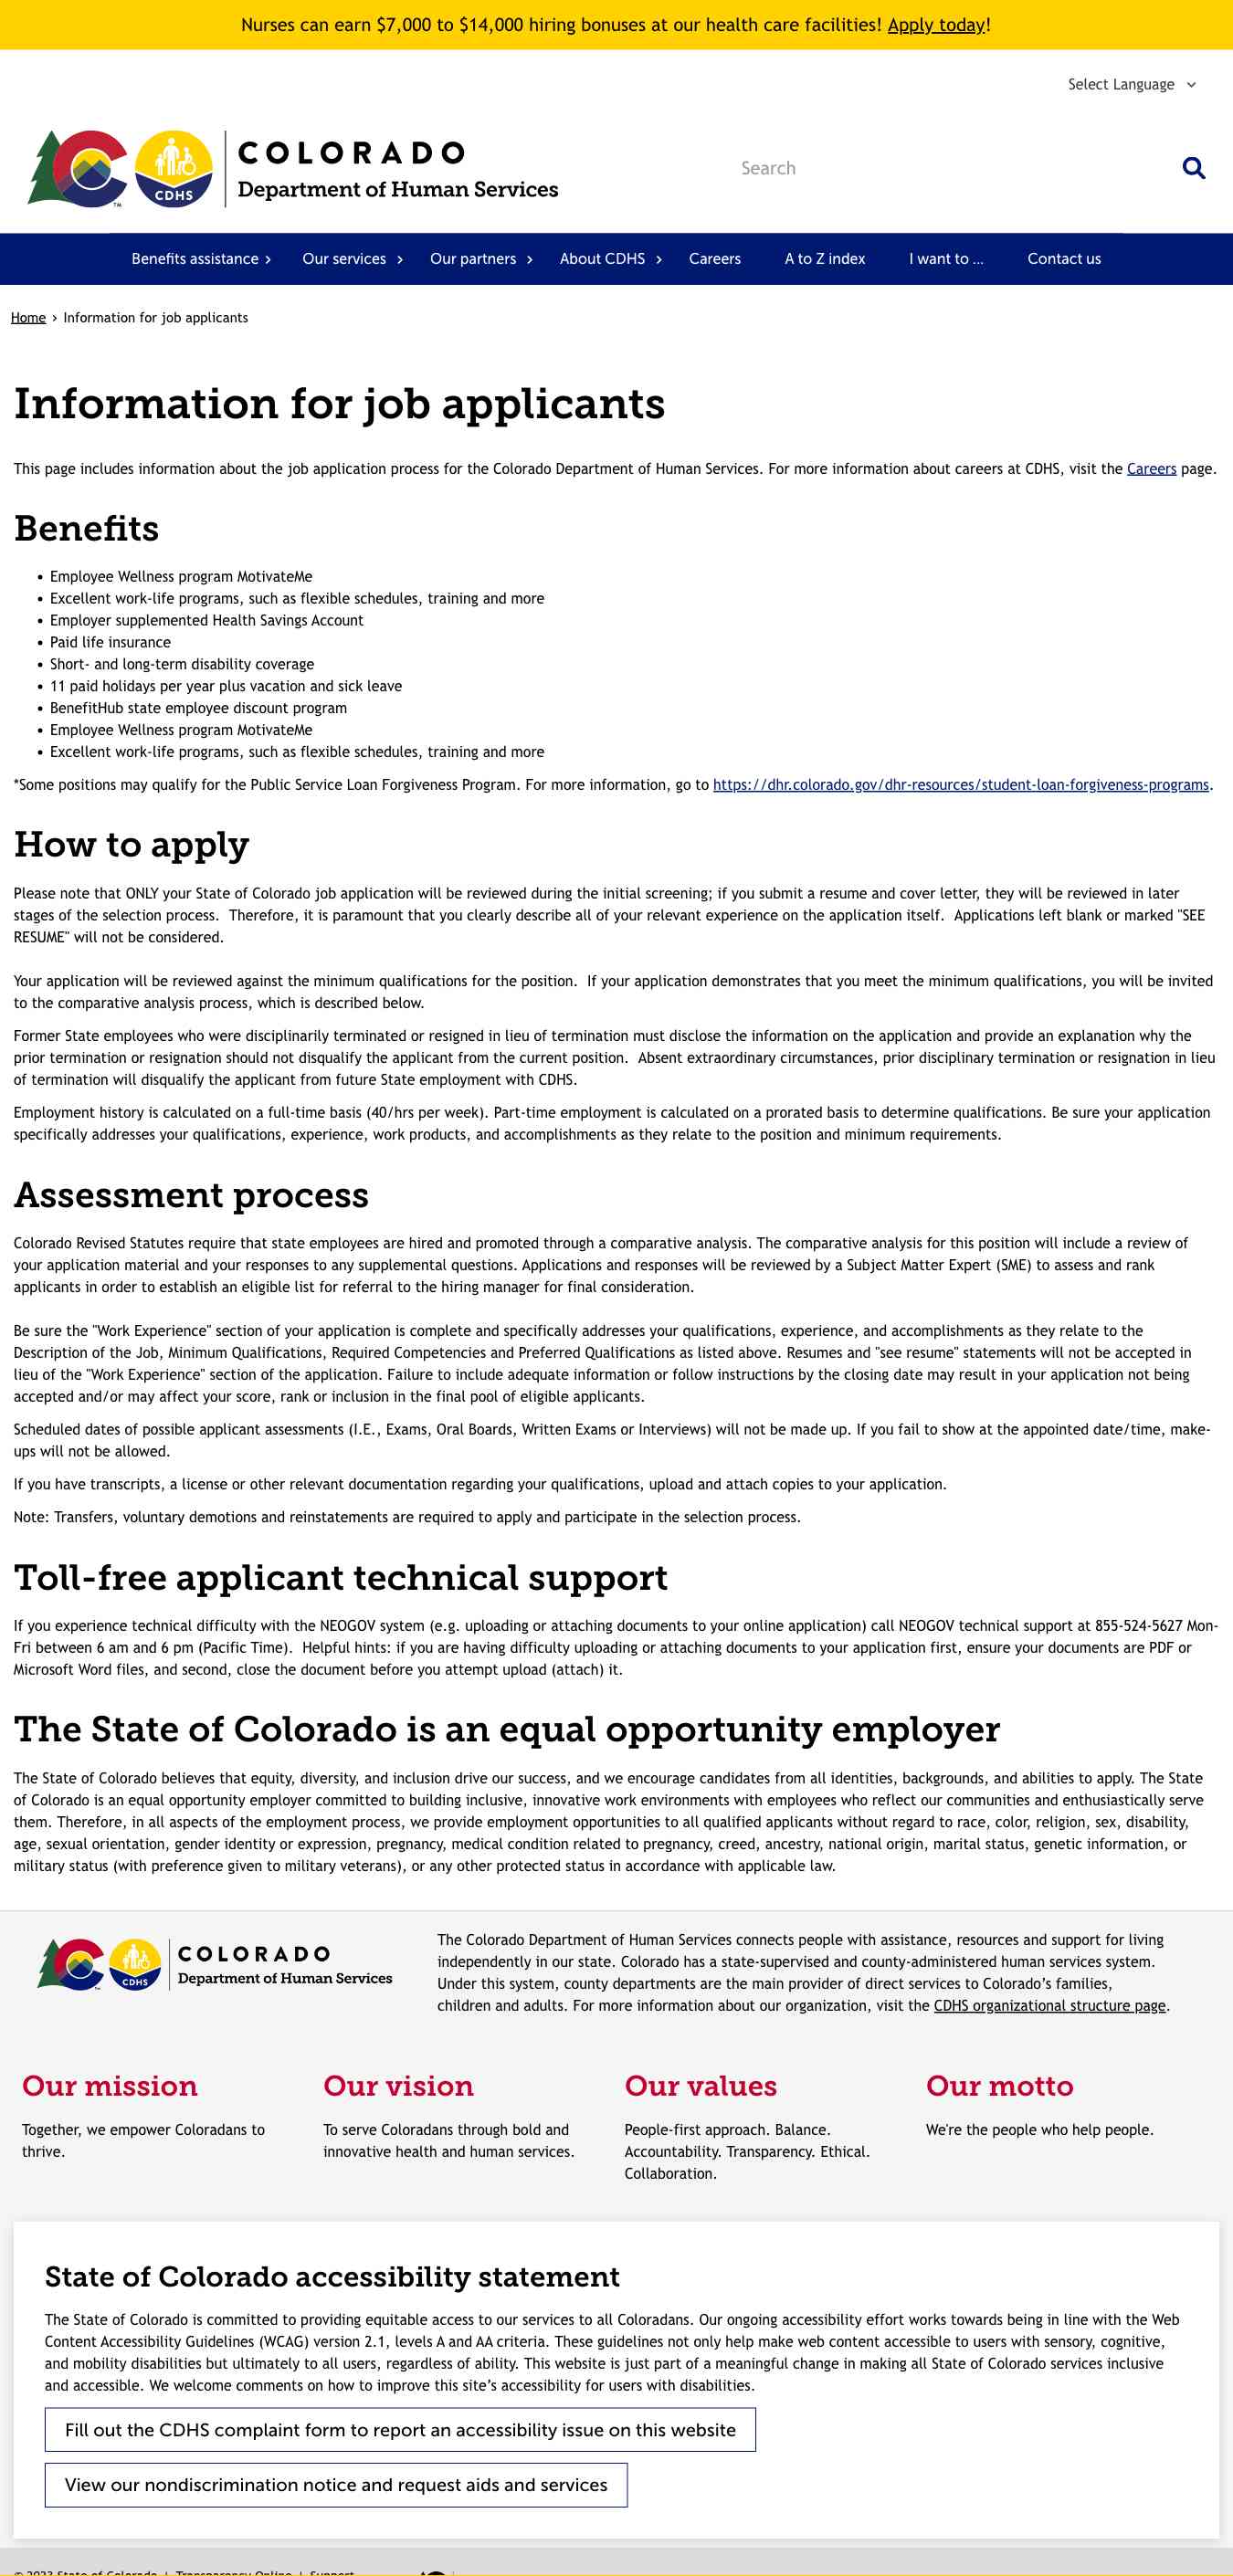 Nurses can earn $7,000 to $14,000 hiring bonuses at our health care facilities! Apply today!
Select Language
COLORADO
Department of Human Services
CDHS
TM
Search
Benefits assistance Our services Our partners About CDHS Careers A to Z index I want to ... Contact us
Home › Information for job applicants
Information for job applicants
This page includes information about the job application process for the Colorado Department of Human Services. For more information about careers at CDHS, visit the Careers page.
Benefits
• Employee Wellness program MotivateMe
• Excellent work-life programs, such as flexible schedules, training and more
• Employer supplemented Health Savings Account
• Paid life insurance
• Short- and long-term disability coverage
• 11 paid holidays per year plus vacation and sick leave
• BenefitHub state employee discount program
• Employee Wellness program MotivateMe
• Excellent work-life programs, such as flexible schedules, training and more
*Some positions may qualify for the Public Service Loan Forgiveness Program. For more information, go to https://dhr.colorado.gov/dhr-resources/student-loan-forgiveness-programs.
How to apply
Please note that ONLY your State of Colorado job application will be reviewed during the initial screening; if you submit a resume and cover letter, they will be reviewed in later
stages of the selection process.  Therefore, it is paramount that you clearly describe all of your relevant experience on the application itself.  Applications left blank or marked "SEE
RESUME" will not be considered.
Your application will be reviewed against the minimum qualifications for the position.  If your application demonstrates that you meet the minimum qualifications, you will be invited
to the comparative analysis process, which is described below.
Former State employees who were disciplinarily terminated or resigned in lieu of termination must disclose the information on the application and provide an explanation why the
prior termination or resignation should not disqualify the applicant from the current position.  Absent extraordinary circumstances, prior disciplinary termination or resignation in lieu
of termination will disqualify the applicant from future State employment with CDHS.
Employment history is calculated on a full-time basis (40/hrs per week). Part-time employment is calculated on a prorated basis to determine qualifications. Be sure your application
specifically addresses your qualifications, experience, work products, and accomplishments as they relate to the position and minimum requirements.
Assessment process
Colorado Revised Statutes require that state employees are hired and promoted through a comparative analysis. The comparative analysis for this position will include a review of
your application material and your responses to any supplemental questions. Applications and responses will be reviewed by a Subject Matter Expert (SME) to assess and rank
applicants in order to establish an eligible list for referral to the hiring manager for final consideration.
Be sure the "Work Experience" section of your application is complete and specifically addresses your qualifications, experience, and accomplishments as they relate to the
Description of the Job, Minimum Qualifications, Required Competencies and Preferred Qualifications as listed above. Resumes and "see resume" statements will not be accepted in
lieu of the "Work Experience" section of the application. Failure to include adequate information or follow instructions by the closing date may result in your application not being
accepted and/or may affect your score, rank or inclusion in the final pool of eligible applicants.
Scheduled dates of possible applicant assessments (I.E., Exams, Oral Boards, Written Exams or Interviews) will not be made up. If you fail to show at the appointed date/time, make-
ups will not be allowed.
If you have transcripts, a license or other relevant documentation regarding your qualifications, upload and attach copies to your application.
Note: Transfers, voluntary demotions and reinstatements are required to apply and participate in the selection process.
Toll-free applicant technical support
If you experience technical difficulty with the NEOGOV system (e.g. uploading or attaching documents to your online application) call NEOGOV technical support at 855-524-5627 Mon-
Fri between 6 am and 6 pm (Pacific Time).  Helpful hints: if you are having difficulty uploading or attaching documents to your application first, ensure your documents are PDF or
Microsoft Word files, and second, close the document before you attempt upload (attach) it.
The State of Colorado is an equal opportunity employer
The State of Colorado believes that equity, diversity, and inclusion drive our success, and we encourage candidates from all identities, backgrounds, and abilities to apply. The State
of Colorado is an equal opportunity employer committed to building inclusive, innovative work environments with employees who reflect our communities and enthusiastically serve
them. Therefore, in all aspects of the employment process, we provide employment opportunities to all qualified applicants without regard to race, color, religion, sex, disability,
age, sexual orientation, gender identity or expression, pregnancy, medical condition related to pregnancy, creed, ancestry, national origin, marital status, genetic information, or
military status (with preference given to military veterans), or any other protected status in accordance with applicable law.
COLORADO
Department of Human Services
CDHS
The Colorado Department of Human Services connects people with assistance, resources and support for living
independently in our state. Colorado has a state-supervised and county-administered human services system.
Under this system, county departments are the main provider of direct services to Colorado’s families,
children and adults. For more information about our organization, visit the CDHS organizational structure page.
Our mission
Together, we empower Coloradans to
thrive.
Our vision
To serve Coloradans through bold and
innovative health and human services.
Our values
People-first approach. Balance.
Accountability. Transparency. Ethical.
Collaboration.
Our motto
We're the people who help people.
State of Colorado accessibility statement
The State of Colorado is committed to providing equitable access to our services to all Coloradans. Our ongoing accessibility effort works towards being in line with the Web
Content Accessibility Guidelines (WCAG) version 2.1, levels A and AA criteria. These guidelines not only help make web content accessible to users with sensory, cognitive,
and mobility disabilities but ultimately to all users, regardless of ability. This website is just part of a meaningful change in making all State of Colorado services inclusive
and accessible. We welcome comments on how to improve this site’s accessibility for users with disabilities.
Fill out the CDHS complaint form to report an accessibility issue on this website
View our nondiscrimination notice and request aids and services
© 2023 State of Colorado | Transparency Online | Support